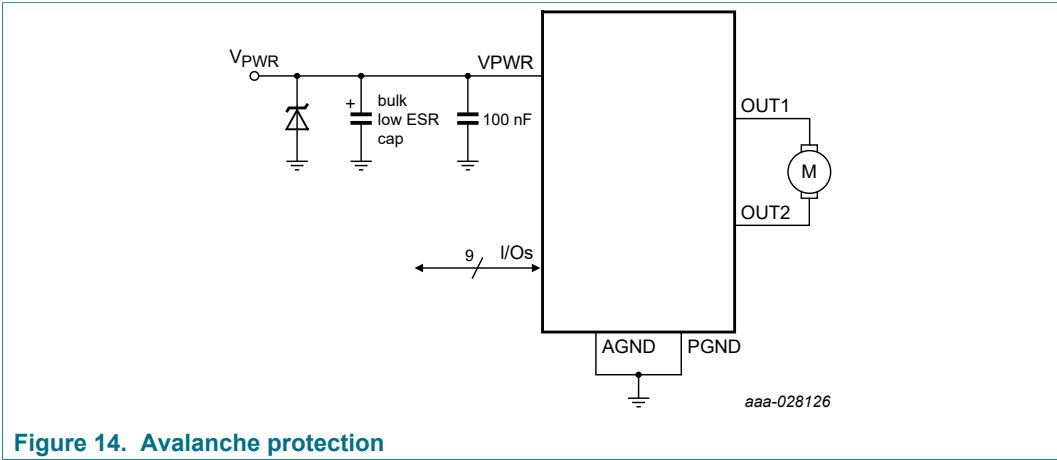 VPWR
VPWR
+
bulk
low ESR
cap
100 nF
OUT1
M
OUT2
9
I/Os
AGND
PGND
aaa-028126
Figure 14. Avalanche protection